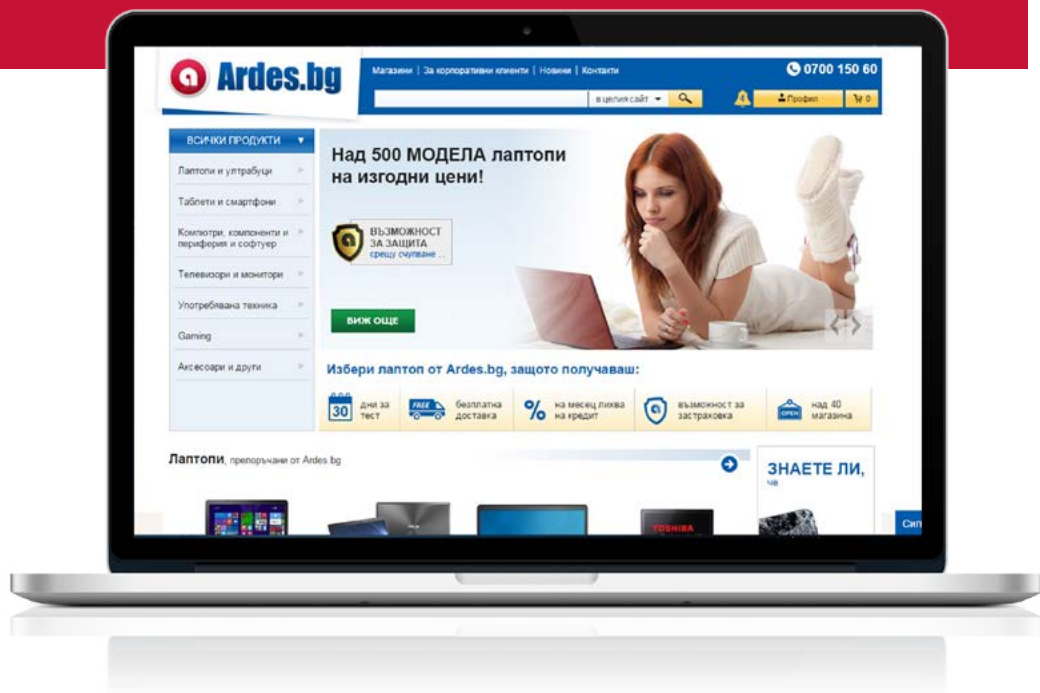 Ardes.bg
Магазини | За корпоративни клиенти | Новини | Контакти
0700 150 60
в целия сайт
4
Профил
0
ВСИЧКИ ПРОДУКТИ
Лаптопи и ултрабуци
Таблети и смартфони
Компютри, компоненти и
периферия и софтуер
Телевизори и монитори
Употребявана техника
Gaming
Аксесоари и други
Над 500 МОДЕЛА лаптопи
на изгодни цени!
ВЪЗМОЖНОСТ
ЗА ЗАЩИТА
срещу счупване ...
ВИЖ ОЩЕ
Избери лаптоп от Ardes.bg, защото получаваш:
30
дни за
тест
FREE
безплатна
доставка
%
на месец лихва
на кредит
възможност за
застраховка
OPEN
над 40
магазина
Лаптопи, препоръчани от Ardes.bg
ЗНАЕТЕ ЛИ,
че
TOSHIBA